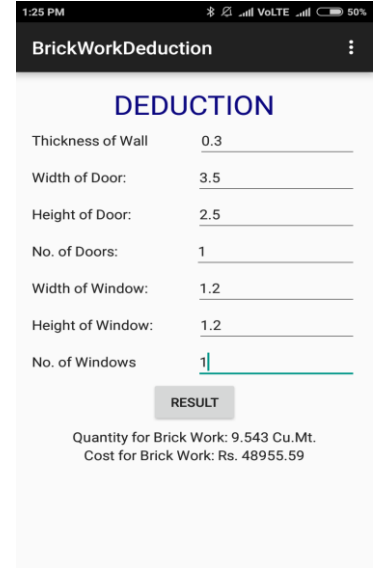 1:25 PM VoLTE 50%
BrickWorkDeduction
DEDUCTION
Thickness of Wall 0.3
Width of Door: 3.5
Height of Door: 2.5
No. of Doors: 1
Width of Window: 1.2
Height of Window: 1.2
No. of Windows 1
RESULT
Quantity for Brick Work: 9.543 Cu.Mt.
Cost for Brick Work: Rs. 48955.59